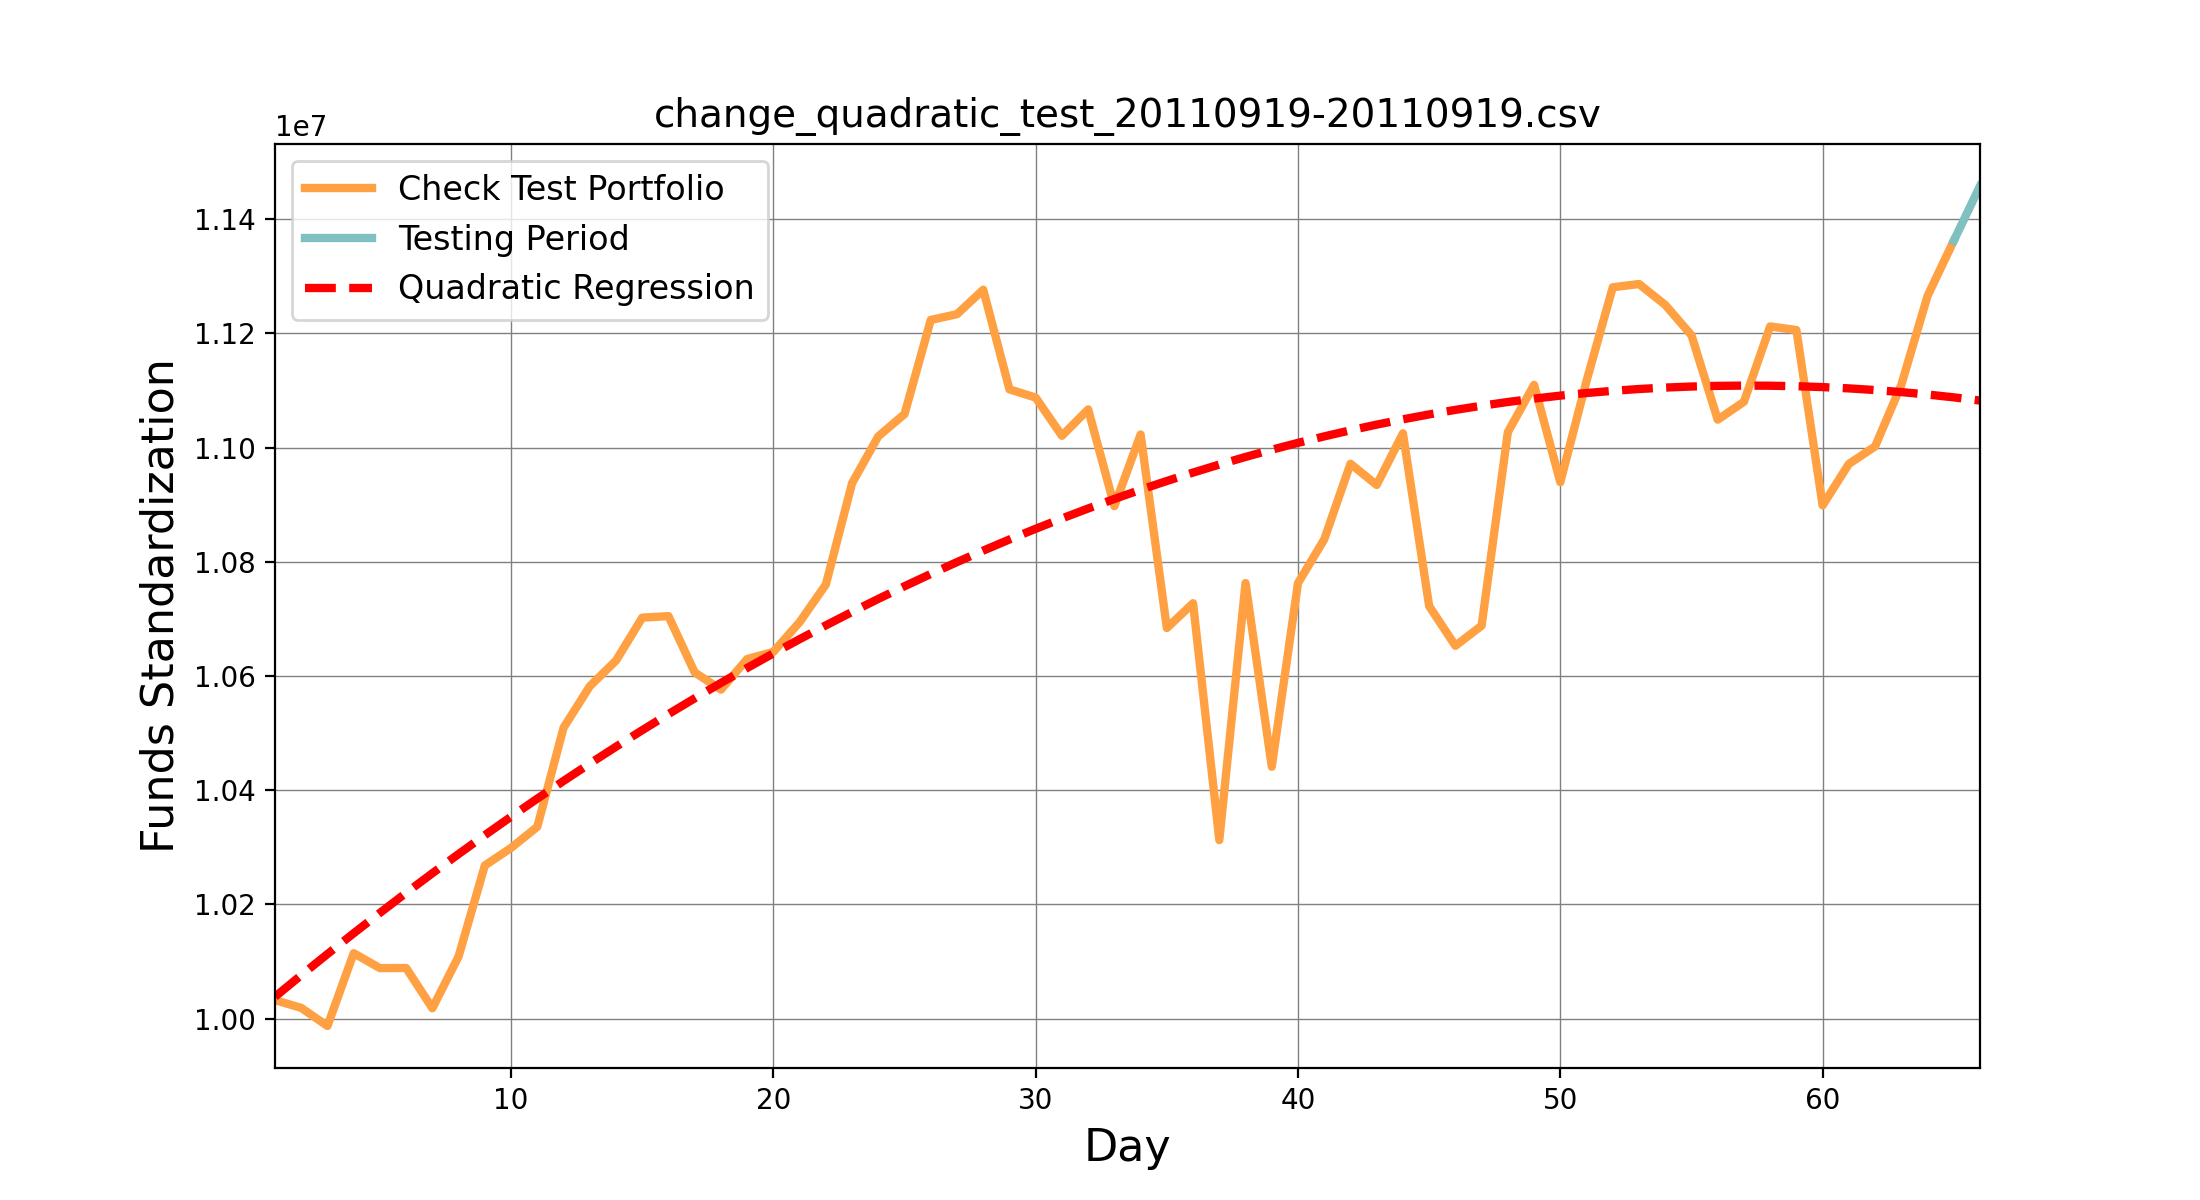 change_quadratic_test_20110919-20110919.csv
1e7
Check Test Portfolio
Testing Period
Quadratic Regression
1.14
1.12
1.10
1.08
1.06
1.04
1.02
1.00
Funds Standardization
10 20 30 40 50 60
Day